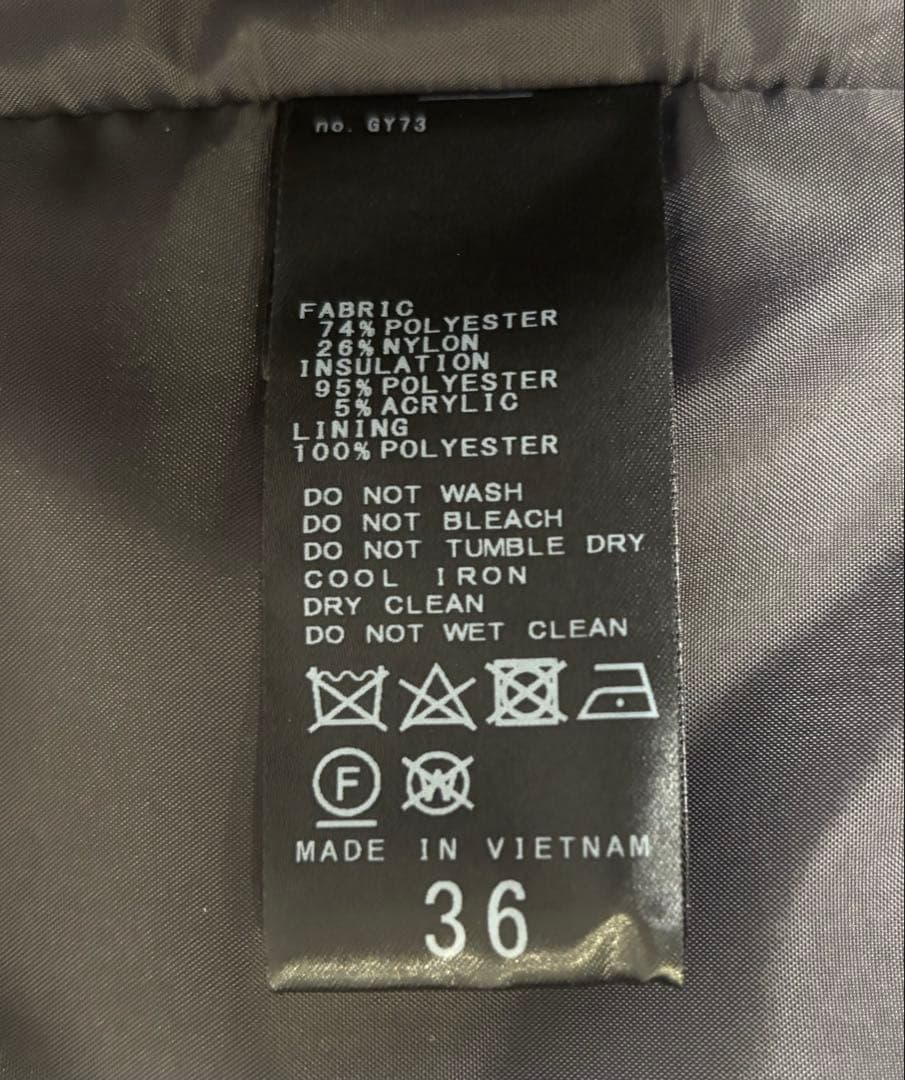 no. GY73
FABRIC
74% POLYESTER
26% NYLON
INSULATION
95% POLYESTER
5% ACRYLIC
LINING
100% POLYESTER
DO NOT WASH
DO NOT BLEACH
DO NOT TUMBLE DRY
COOL IRON
DRY CLEAN
DO NOT WET CLEAN
F W
MADE IN VIETNAM
36